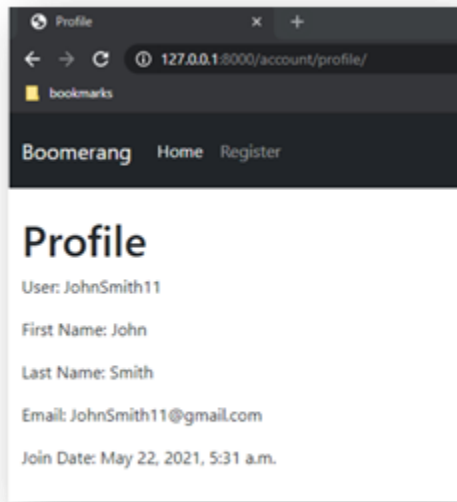 Profile
127.0.0.1:8000/account/profile/
bookmarks
Boomerang Home Register
Profile
User: JohnSmith11
First Name: John
Last Name: Smith
Email: JohnSmith11@gmail.com
Join Date: May 22, 2021, 5:31 a.m.